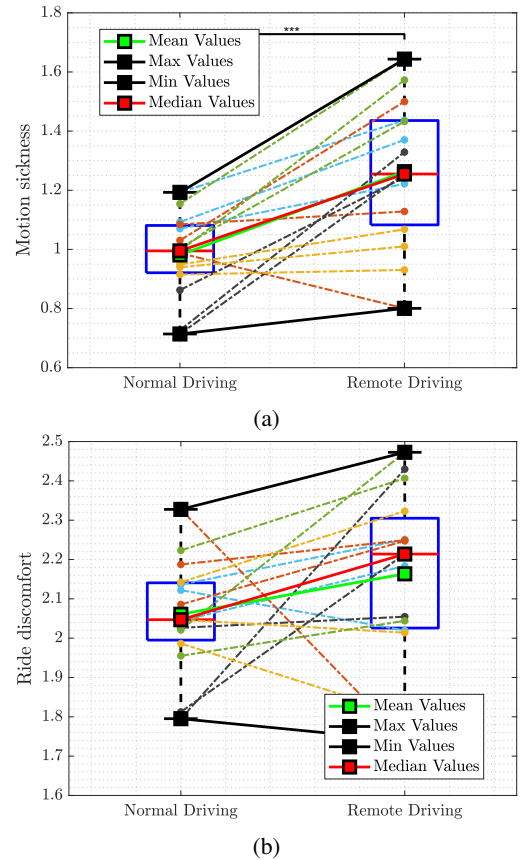 1.8
1.6
1.4
1.2
1
0.8
0.6
Motion sickness
***
Mean Values
Max Values
Min Values
Median Values
Normal Driving
Remote Driving
(a)
2.5
2.4
2.3
2.2
2.1
2
1.9
1.8
1.7
1.6
Ride discomfort
Mean Values
Max Values
Min Values
Median Values
Normal Driving
Remote Driving
(b)